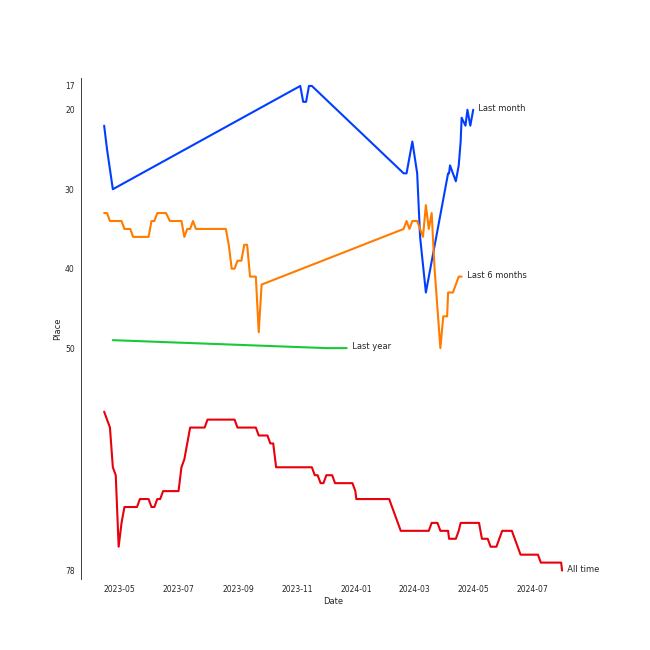 17
20
Last month
30
40
Last 6 months
Place
50
Last year
78
All time
2023-05 2023-07 2023-09 2023-11 2024-01 2024-03 2024-05 2024-07
Date